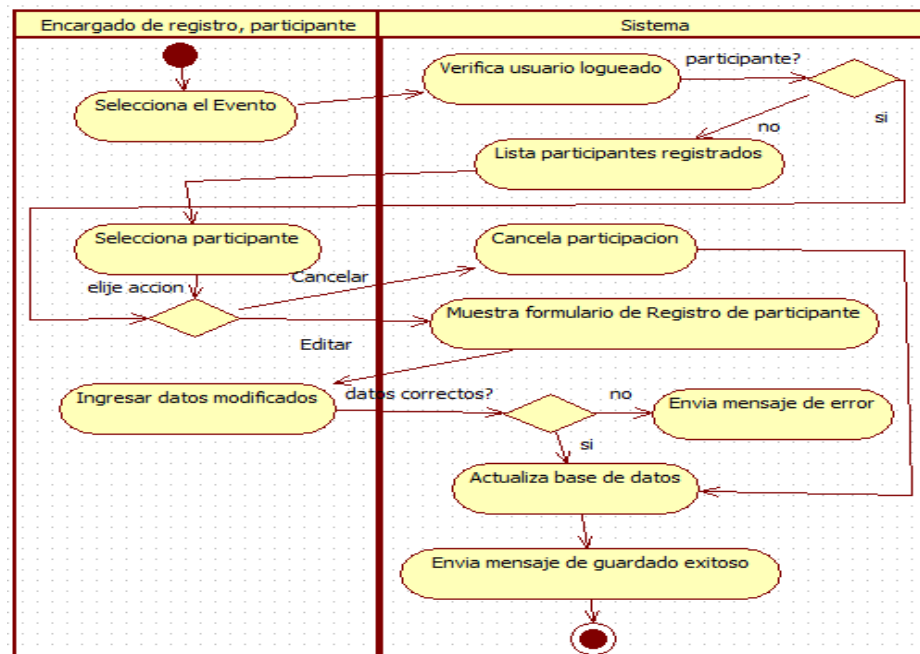 Encargado de registro, participante
Sistema
Selecciona el Evento
Verifica usuario logueado
participante?
si
no
Lista participantes registrados
Selecciona participante
Cancela participacion
elije accion
Cancelar
Muestra formulario de Registro de participante
Editar
Ingresar datos modificados
datos correctos?
no
Envia mensaje de error
si
Actualiza base de datos
Envia mensaje de guardado exitoso